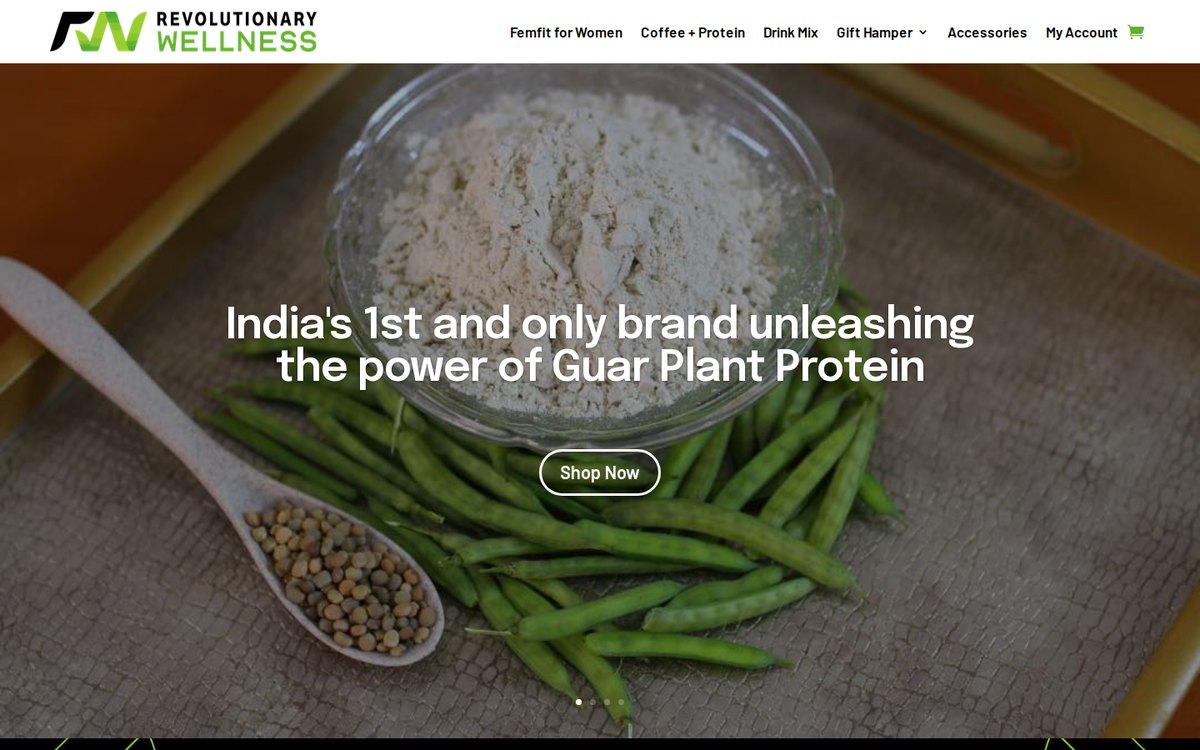 REVOLUTIONARY
WELLNESS
Femfit for Women
Coffee + Protein
Drink Mix
Gift Hamper
Accessories
My Account
India's 1st and only brand unleashing
the power of Guar Plant Protein
Shop Now